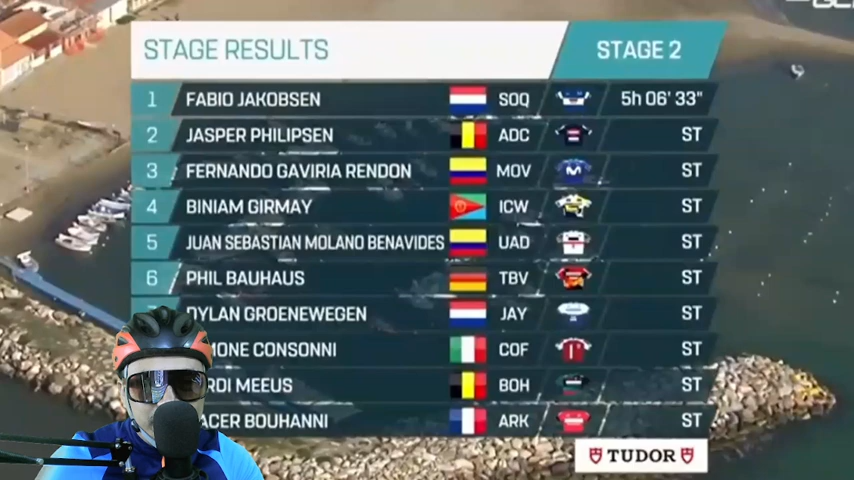 STAGE RESULTS STAGE 2
1 FABIO JAKOBSEN SOQ 5h 06' 33"
2 JASPER PHILIPSEN ADC ST
3 FERNANDO GAVIRIA RENDON MOV ST
4 BINIAM GIRMAY ICW ST
5 JUAN SEBASTIAN MOLANO BENAVIDES UAD ST
6 PHIL BAUHAUS TBV ST
DYLAN GROENEWEGEN JAY ST
MONE CONSONNI COF ST
RDI MEEUS BOH ST
ACER BOUHANNI ARK ST
TUDOR